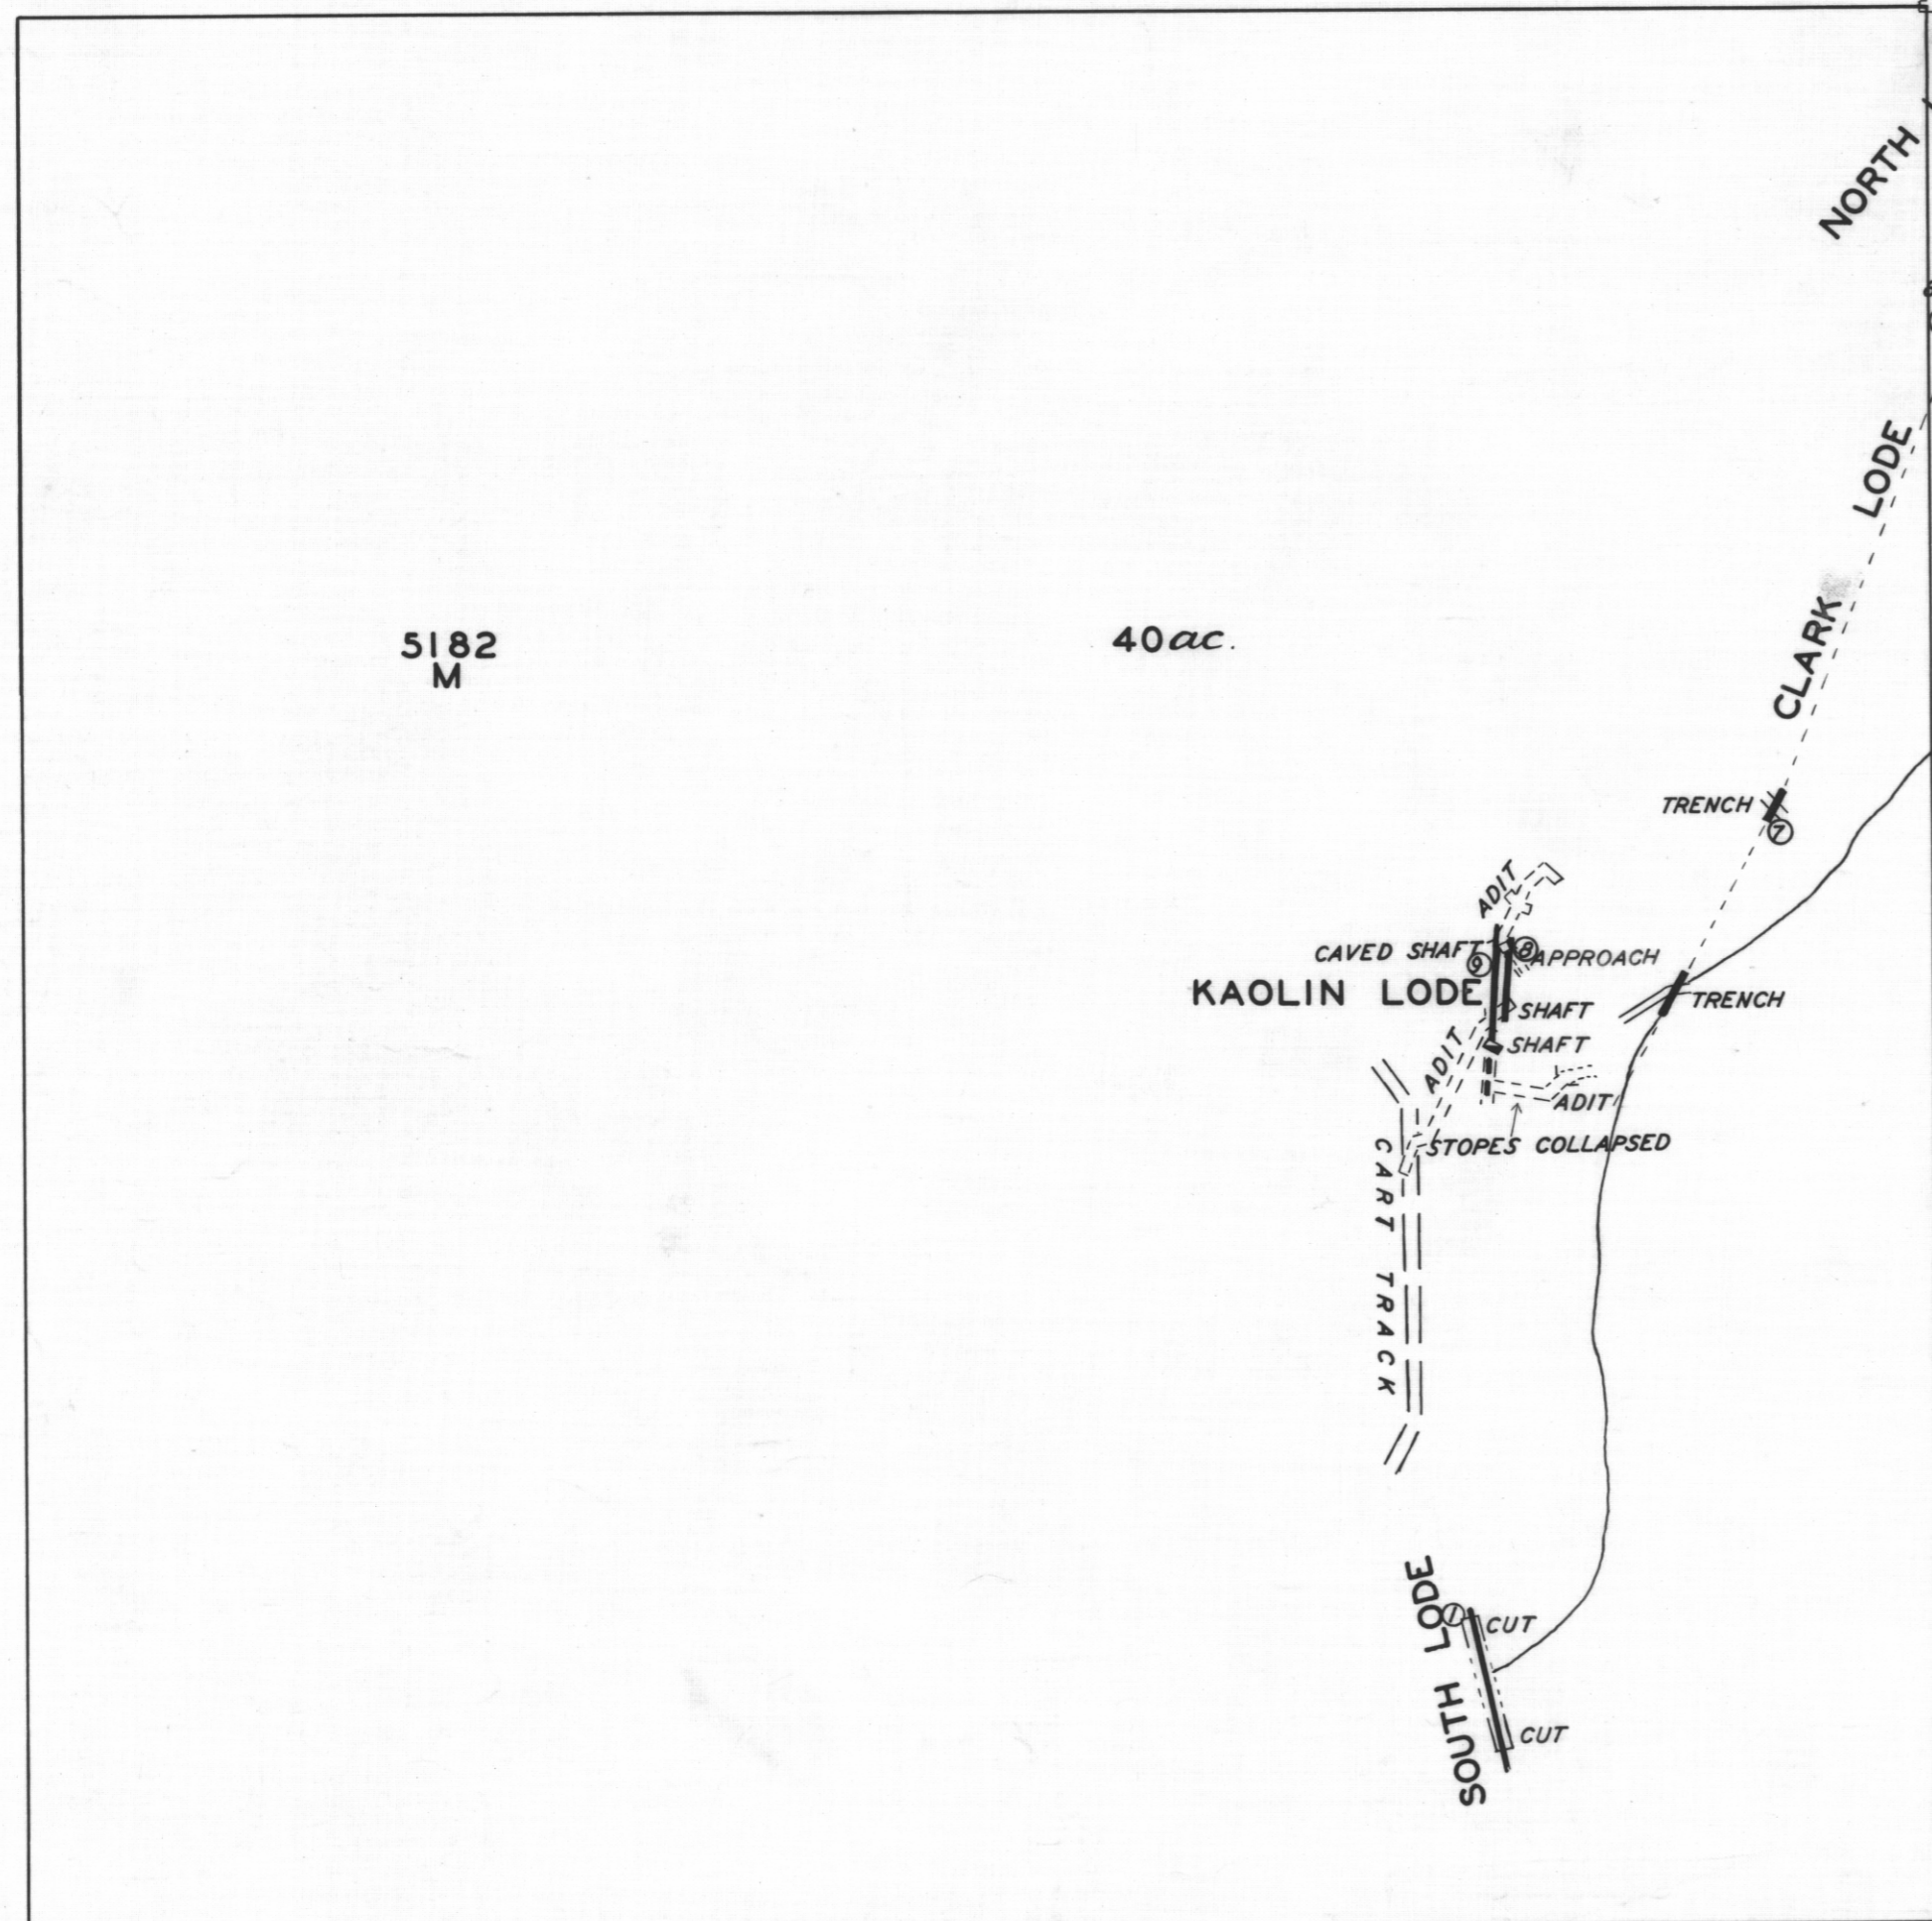 NORTH
LODE
CLARK
5182
M
40ac.
TRENCH
7
ADIT
CAVED SHAFT
9
8
APPROACH
KAOLIN LODE
SHAFT
TRENCH
SHAFT
ADIT
ADIT
STOPES COLLAPSED
CART TRACK
SOUTH LODE
1
CUT
CUT